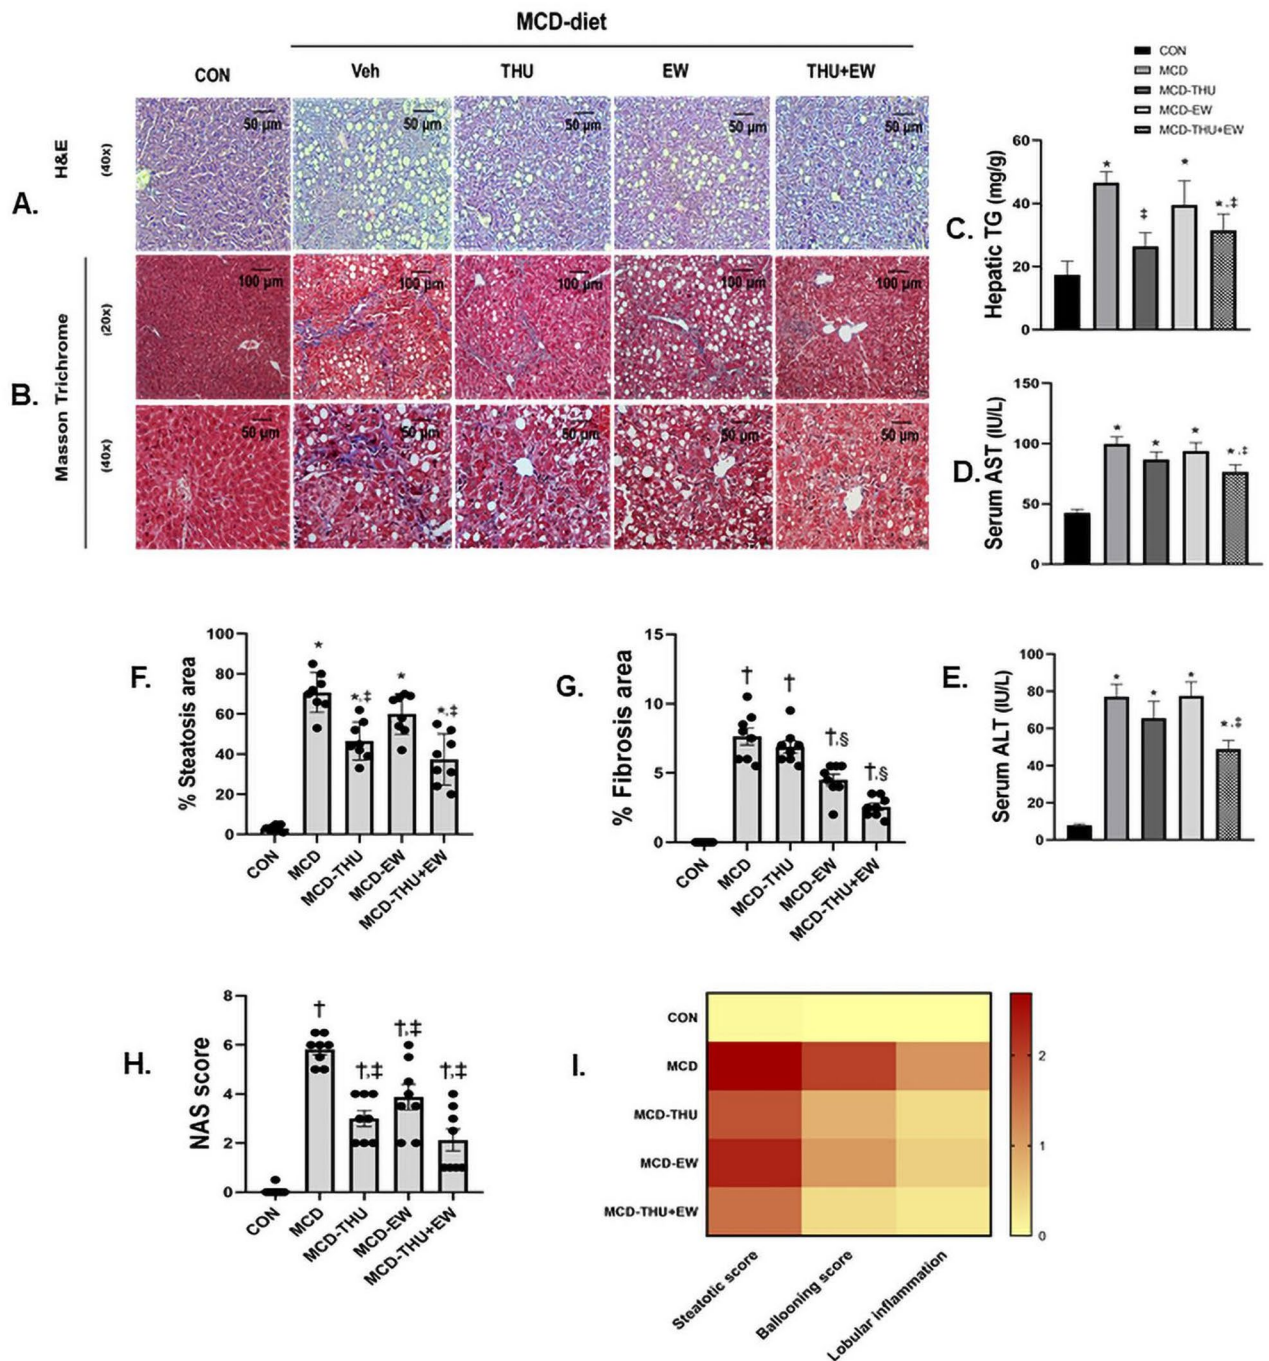 MCD-diet
CON
Veh
THU
EW
THU+EW
A.
H&E
(40x)
50 µm
50 µm
50 µm
50 µm
50 µm
B.
Masson Trichrome
(20x)
100 µm
100 µm
100 µm
100 µm
100 µm
(40x)
50 µm
50 µm
50 µm
50 µm
50 µm
CON
MCD
MCD-THU
MCD-EW
MCD-THU+EW
C.
Hepatic TG (mg/g)
60
40
20
0
*
‡
*
*,‡
D.
Serum AST (IU/L)
150
100
50
0
*
*
*
*,‡
E.
Serum ALT (IU/L)
100
80
60
40
20
0
*
*
*
*,‡
F.
% Steatosis area
100
80
60
40
20
0
*
*,‡
*
*,‡
CON
MCD
MCD-THU
MCD-EW
MCD-THU+EW
G.
% Fibrosis area
15
10
5
0
†
†
†,§
†,§
CON
MCD
MCD-THU
MCD-EW
MCD-THU+EW
H.
NAS score
8
6
4
2
0
†
†,‡
†,‡
†,‡
CON
MCD
MCD-THU
MCD-EW
MCD-THU+EW
I.
CON
MCD
MCD-THU
MCD-EW
MCD-THU+EW
Steatotic score
Ballooning score
Lobular inflammation
2
1
0